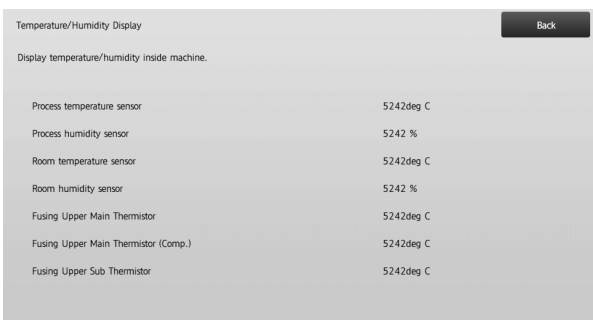 Temperature/Humidity Display Back
Display temperature/humidity inside machine.
Process temperature sensor 5242deg C
Process humidity sensor 5242 %
Room temperature sensor 5242deg C
Room humidity sensor 5242 %
Fusing Upper Main Thermistor 5242deg C
Fusing Upper Main Thermistor (Comp.) 5242deg C
Fusing Upper Sub Thermistor 5242deg C